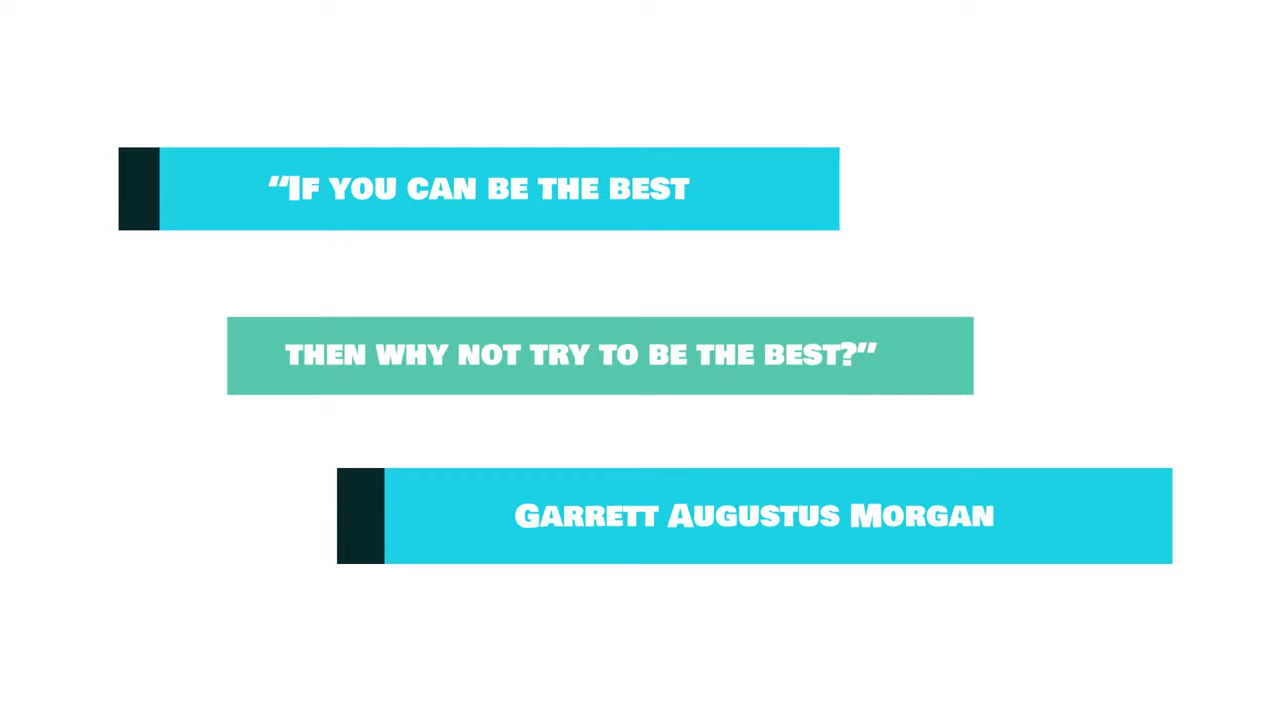 “If you can be the best
then why not try to be the best?”
Garrett Augustus Morgan